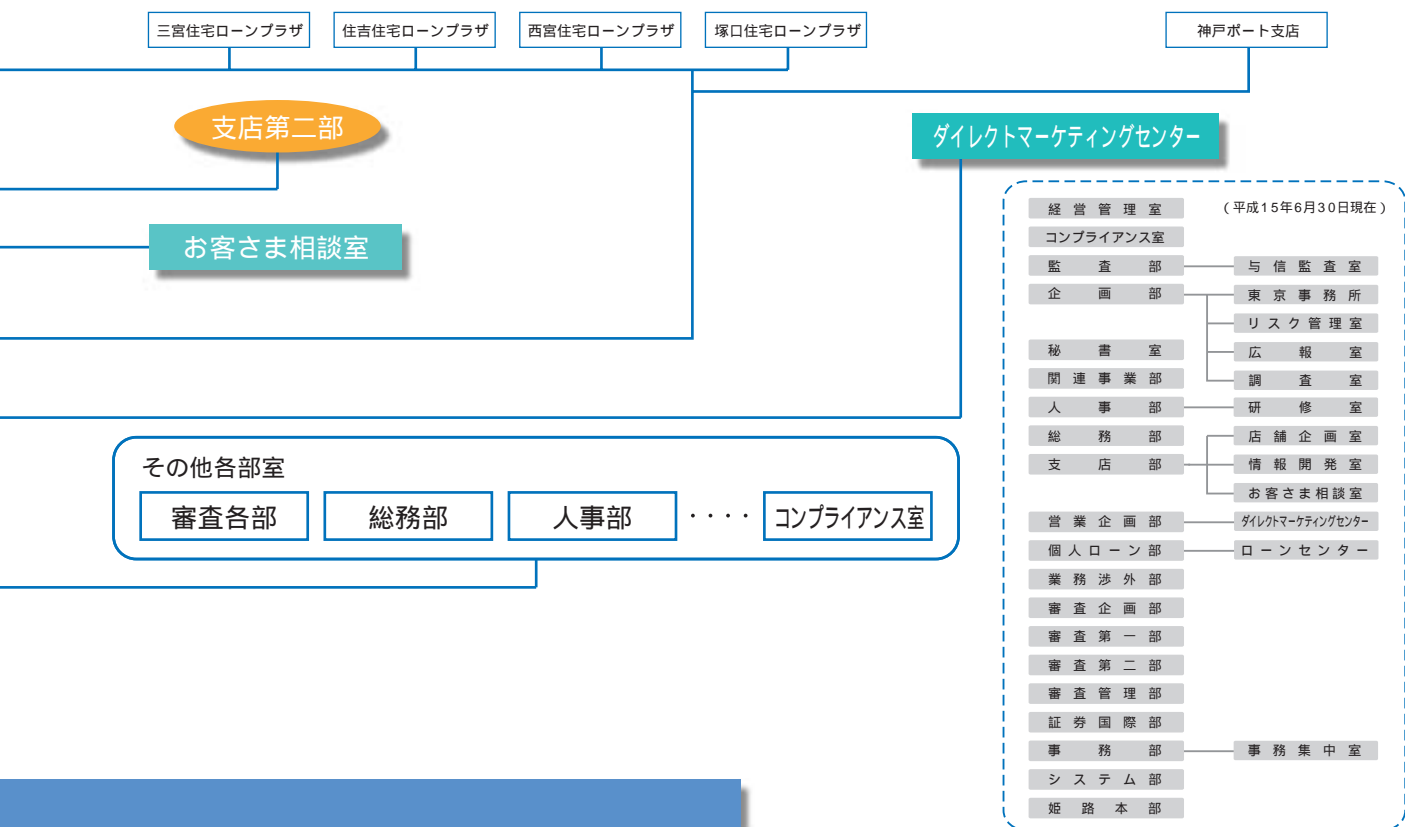 三宮住宅ローンプラザ
住吉住宅ローンプラザ
西宮住宅ローンプラザ
塚口住宅ローンプラザ
神戸ポート支店
支店第二部
ダイレクトマーケティングセンター
お客さま相談室
その他各部室
審査各部
総務部
人事部
・・・・
コンプライアンス室
経営管理室
(平成15年6月30日現在)
コンプライアンス室
監査部
与信監査室
企画部
東京事務所
リスク管理室
秘書室
広報室
関連事業部
調査室
人事部
研修室
総務部
店舗企画室
支店部
情報開発室
お客さま相談室
営業企画部
ダイレクトマーケティングセンター
個人ローン部
ローンセンター
業務渉外部
審査企画部
審査第一部
審査第二部
審査管理部
証券国際部
事務部
事務集中室
システム部
姫路本部